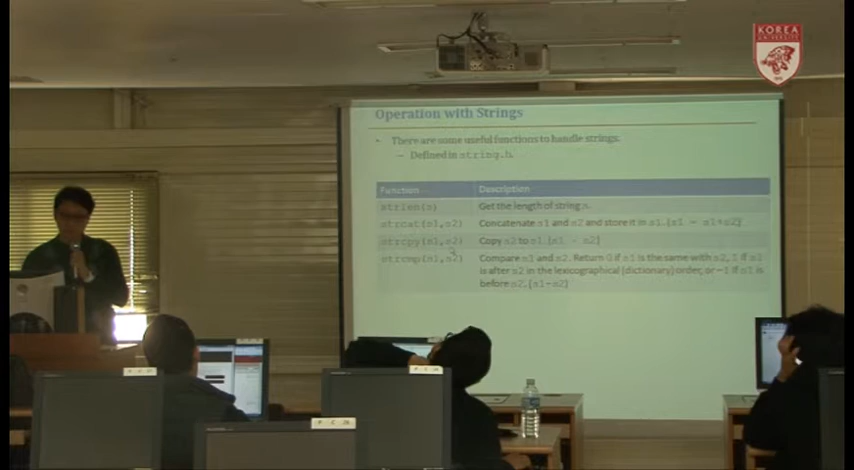 KOREA
UNIVERSITY
Operation with Strings
• There are some useful functions to handle strings.
– Defined in string.h.
Function Description
strlen(s) Get the length of string s.
strcat(s1,s2) Concatenate s1 and s2 and store it in s1.(s1 = s1+s2)
strcpy(s1,s2) Copy s2 to s1.(s1 = s2)
strcmp(s1,s2) Compare s1 and s2. Return 0 if s1 is the same with s2, 1 if s1
is after s2 in the lexicographical (dictionary) order, or −1 if s1 is
before s2.(s1-s2)